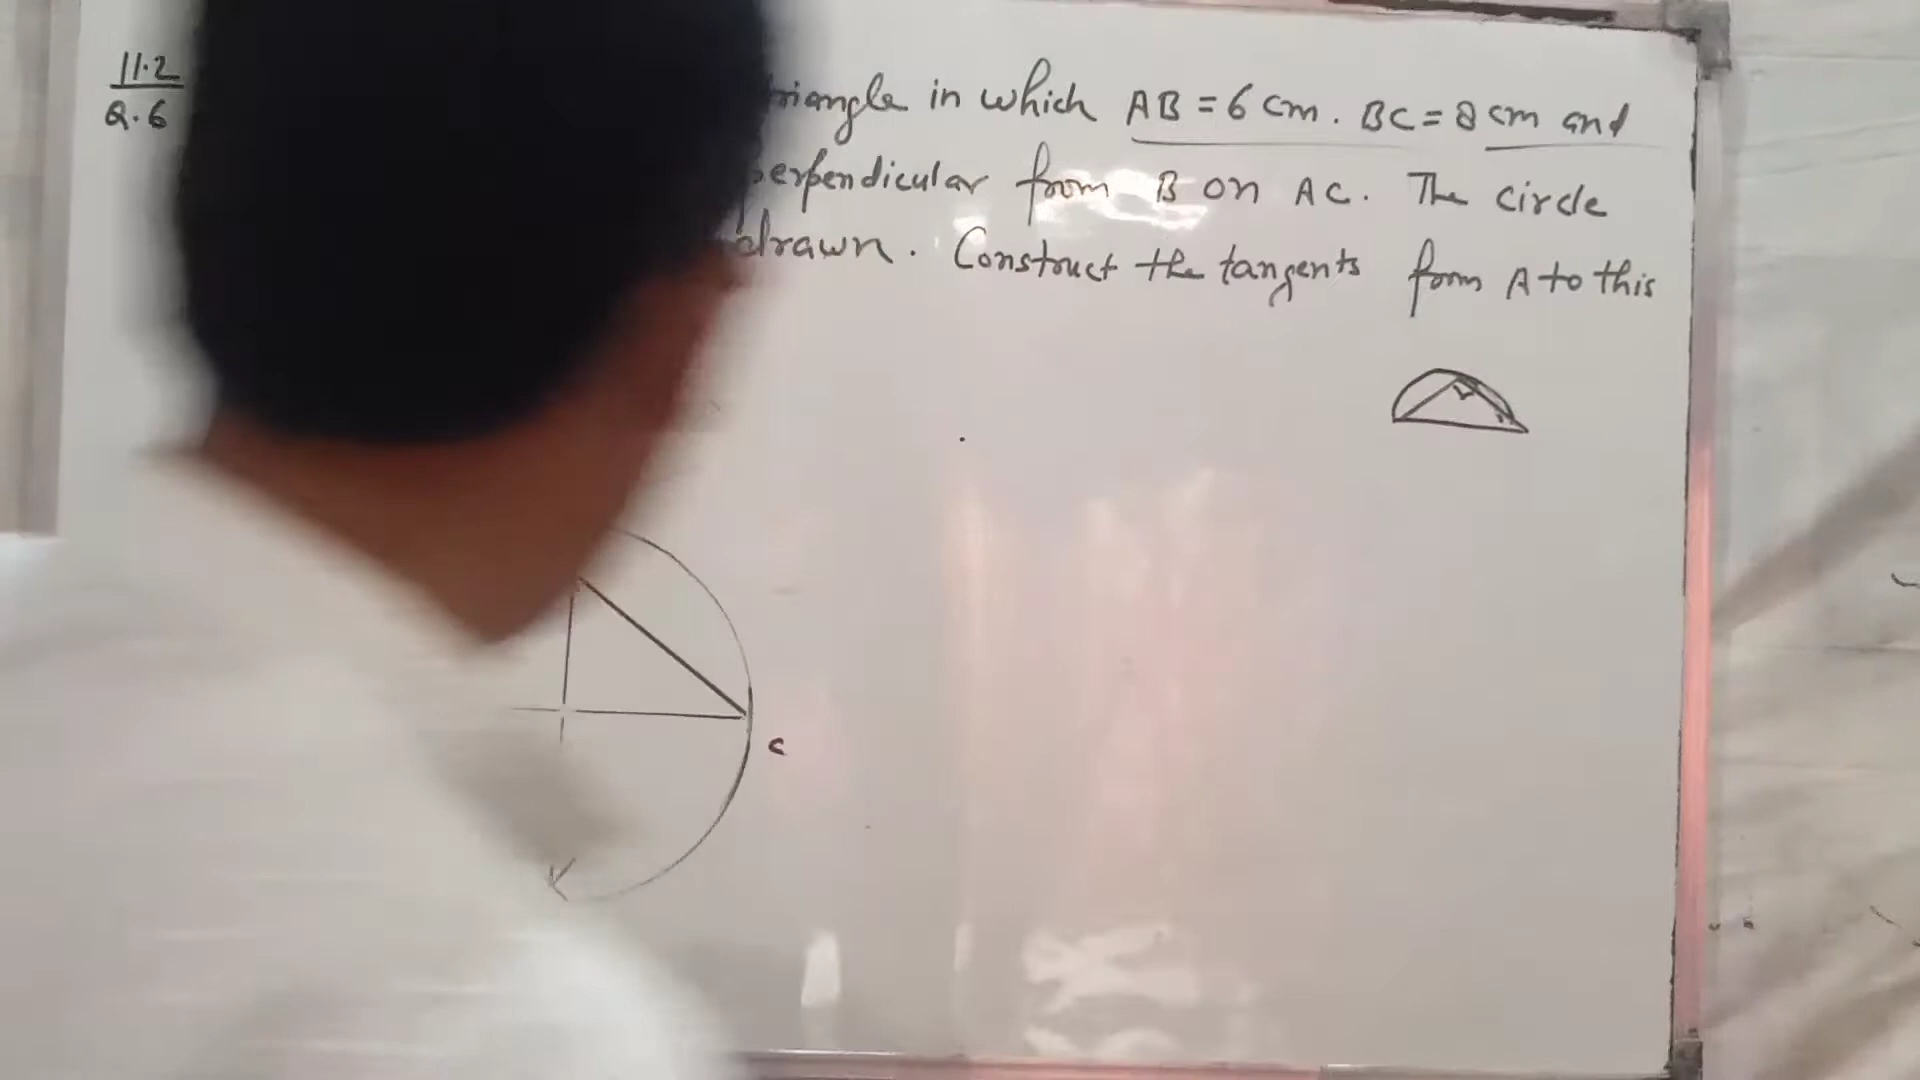 11.2
Q.6
triangle in which AB = 6 cm. BC = 8 cm and
perpendicular from B on AC. The circle
drawn. Construct the tangents from A to this
C